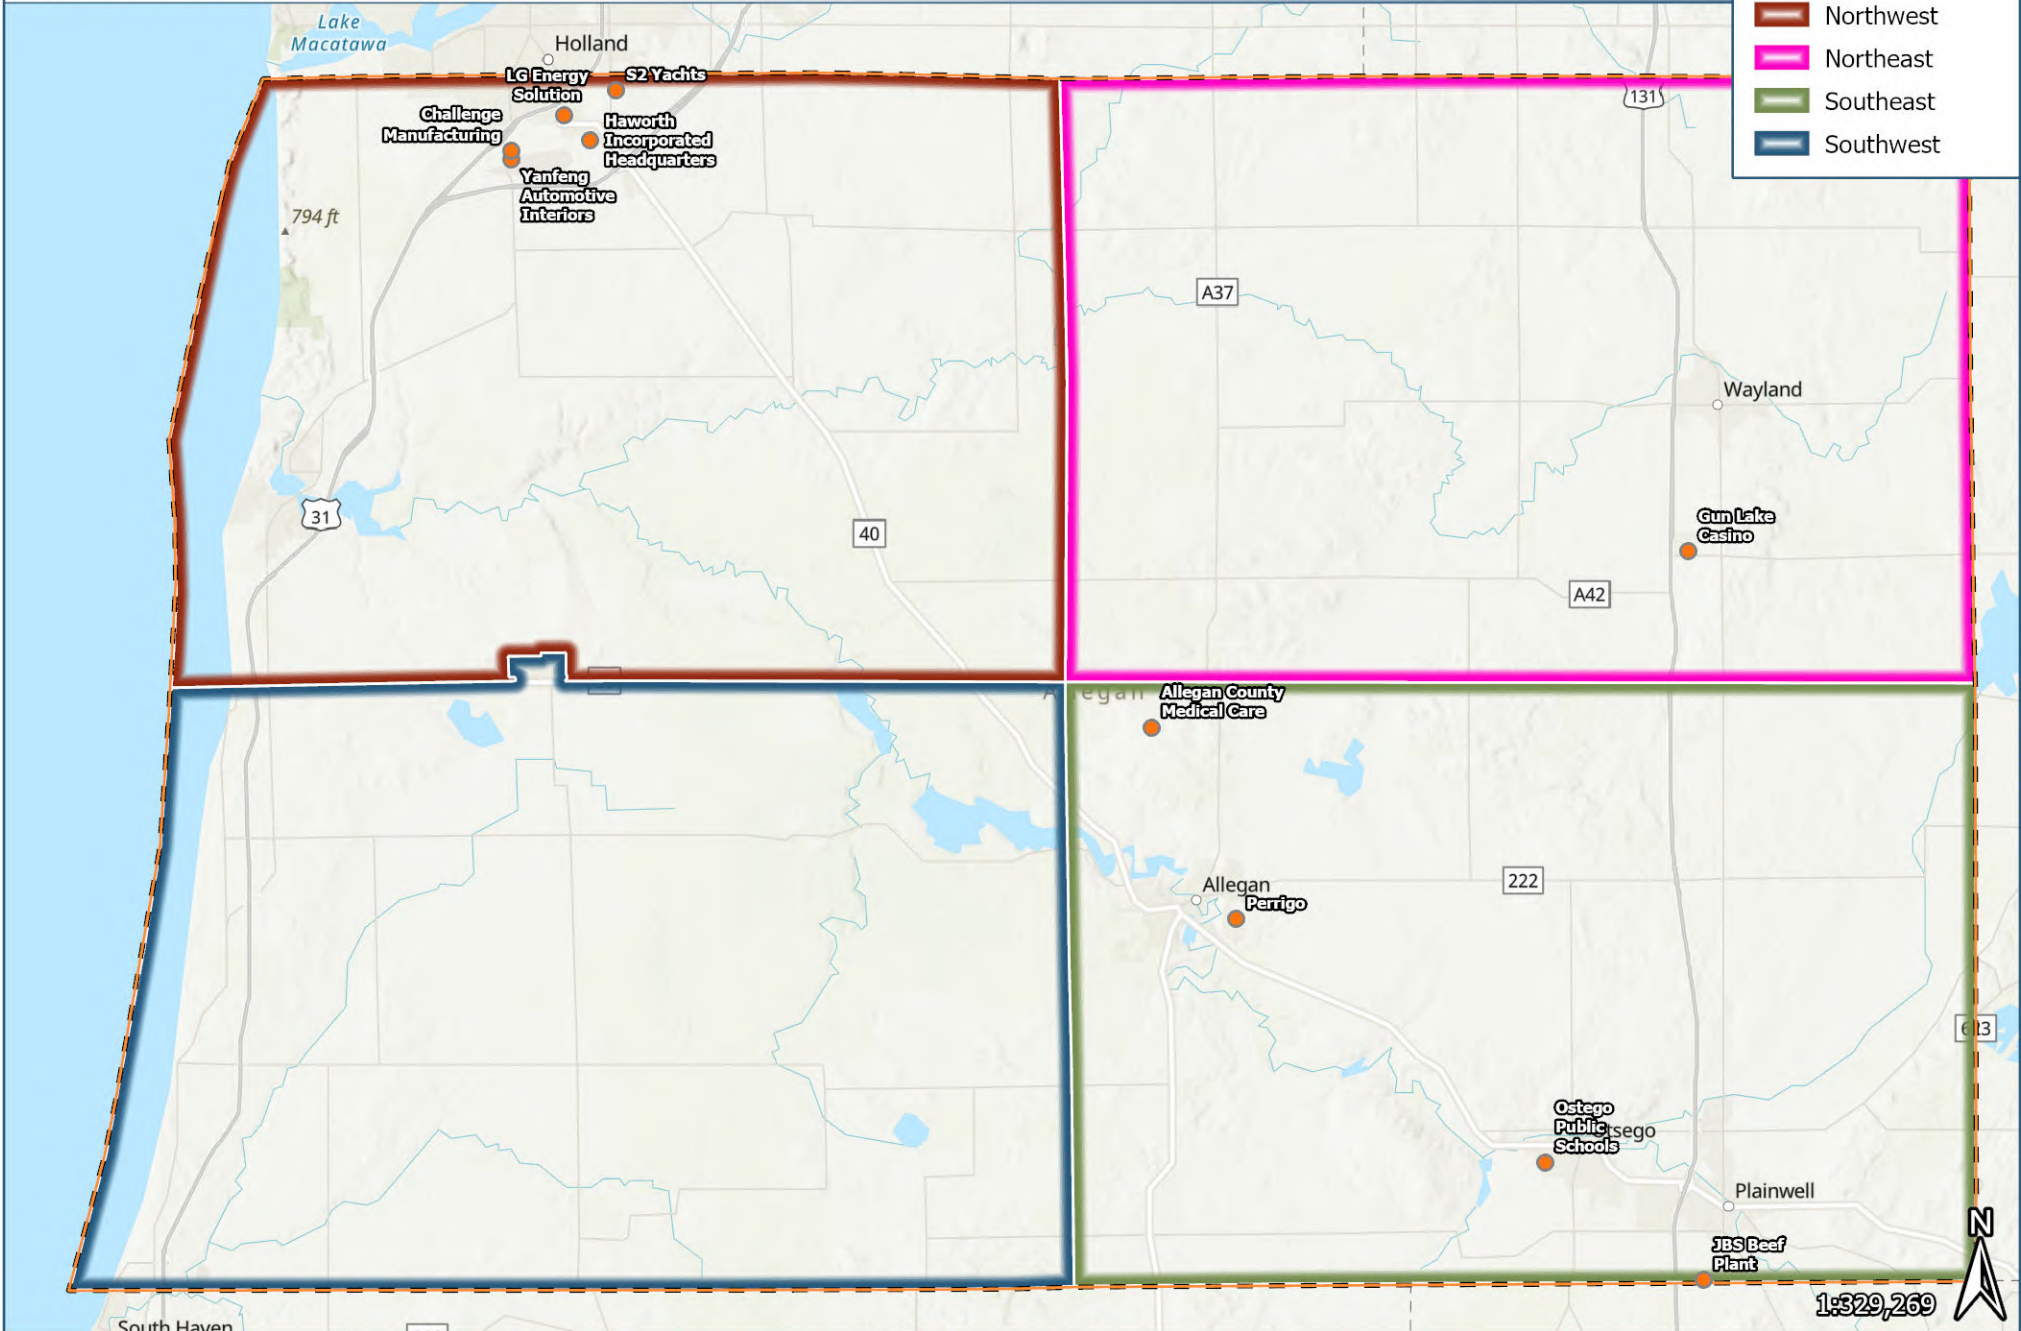 Lake
Macatawa
Holland
Northwest
Northeast
Southeast
Southwest
LG Energy
Solution
S2 Yachts
Challenge
Manufacturing
Haworth
Incorporated
Headquarters
Yanfeng
Automotive
Interiors
131
794 ft
A37
Wayland
31
40
Gun Lake
Casino
A42
Allegan County
Medical Care
Allegan
Perrigo
222
Ostego
Public
Schools
Plainwell
N
JBS Beef
Plant
1:329,269
South Haven